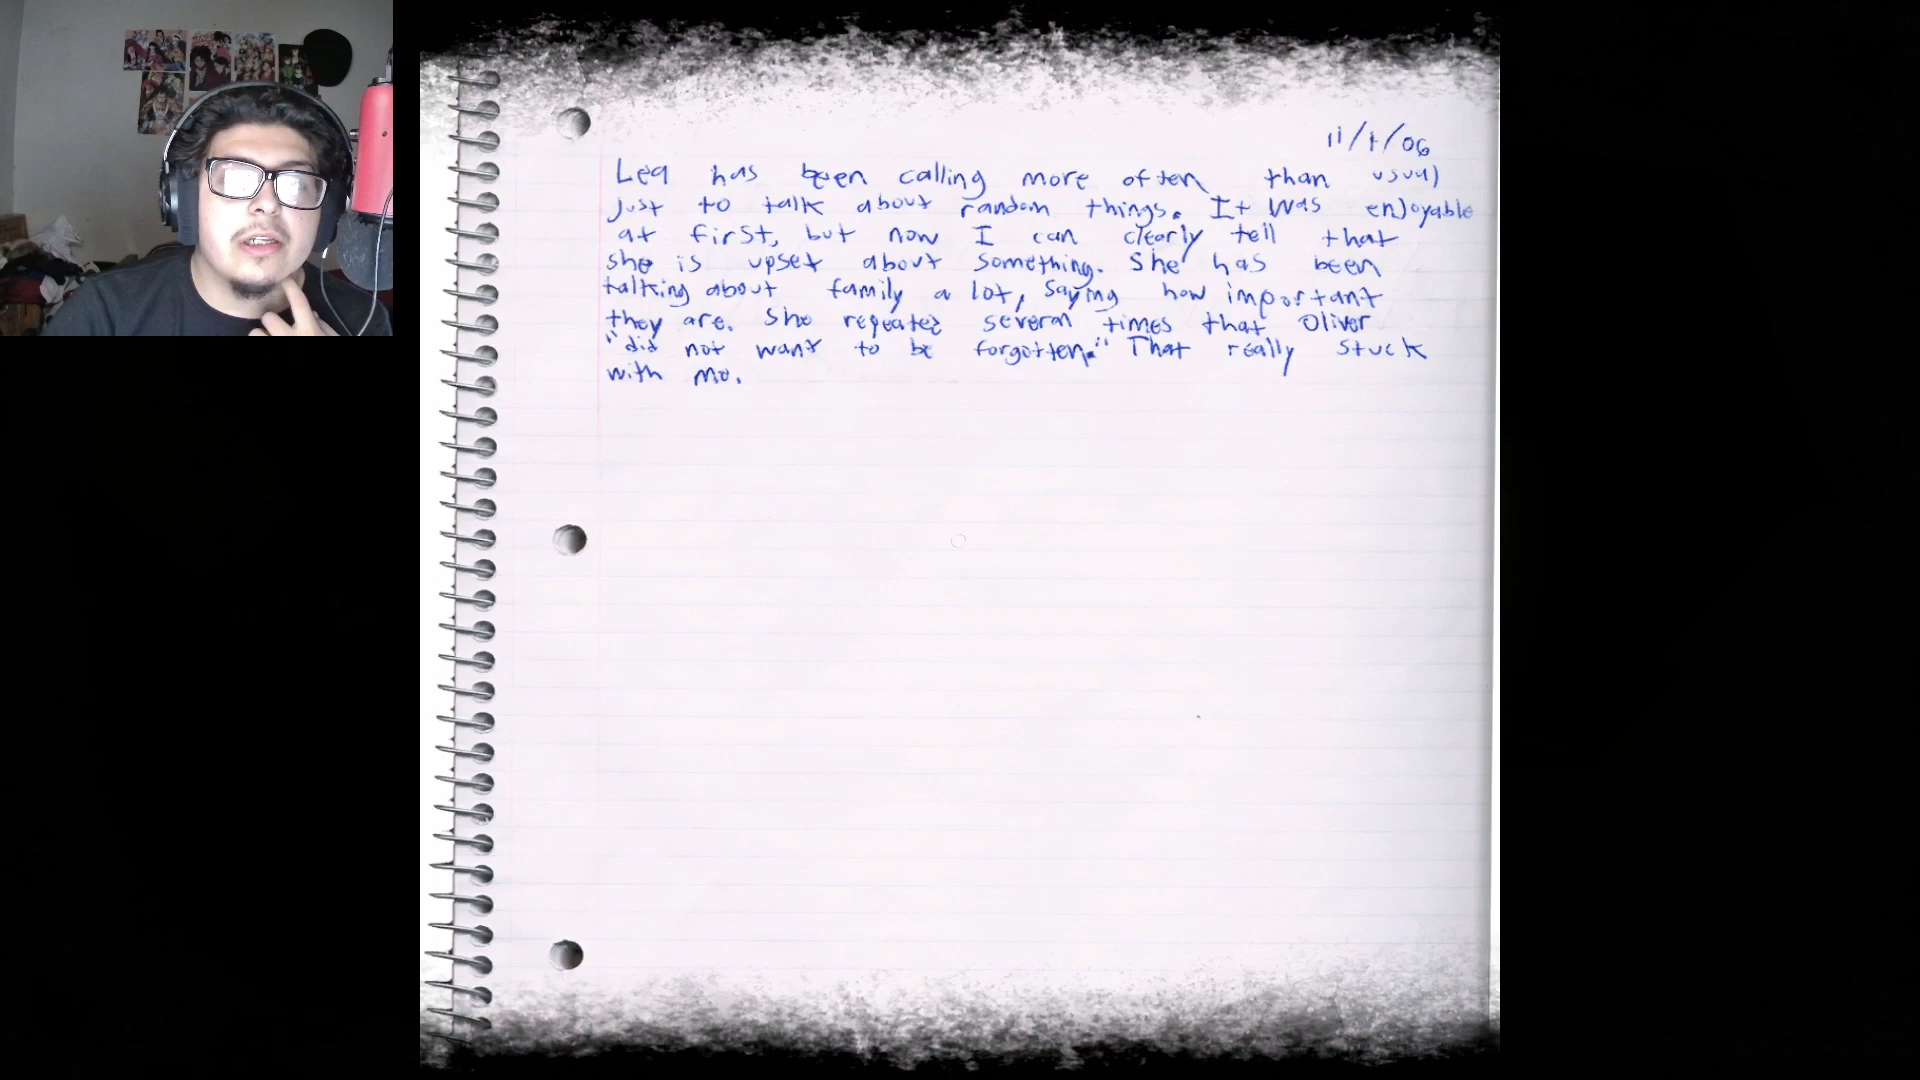 11/1/06
Lea has been calling more often than usual
just to talk about random things. It was enjoyable
at first, but now I can clearly tell that
she is upset about something. She has been
talking about family a lot, saying how important
they are. She repeated several times that Oliver
"did not want to be forgotten." That really stuck
with me.